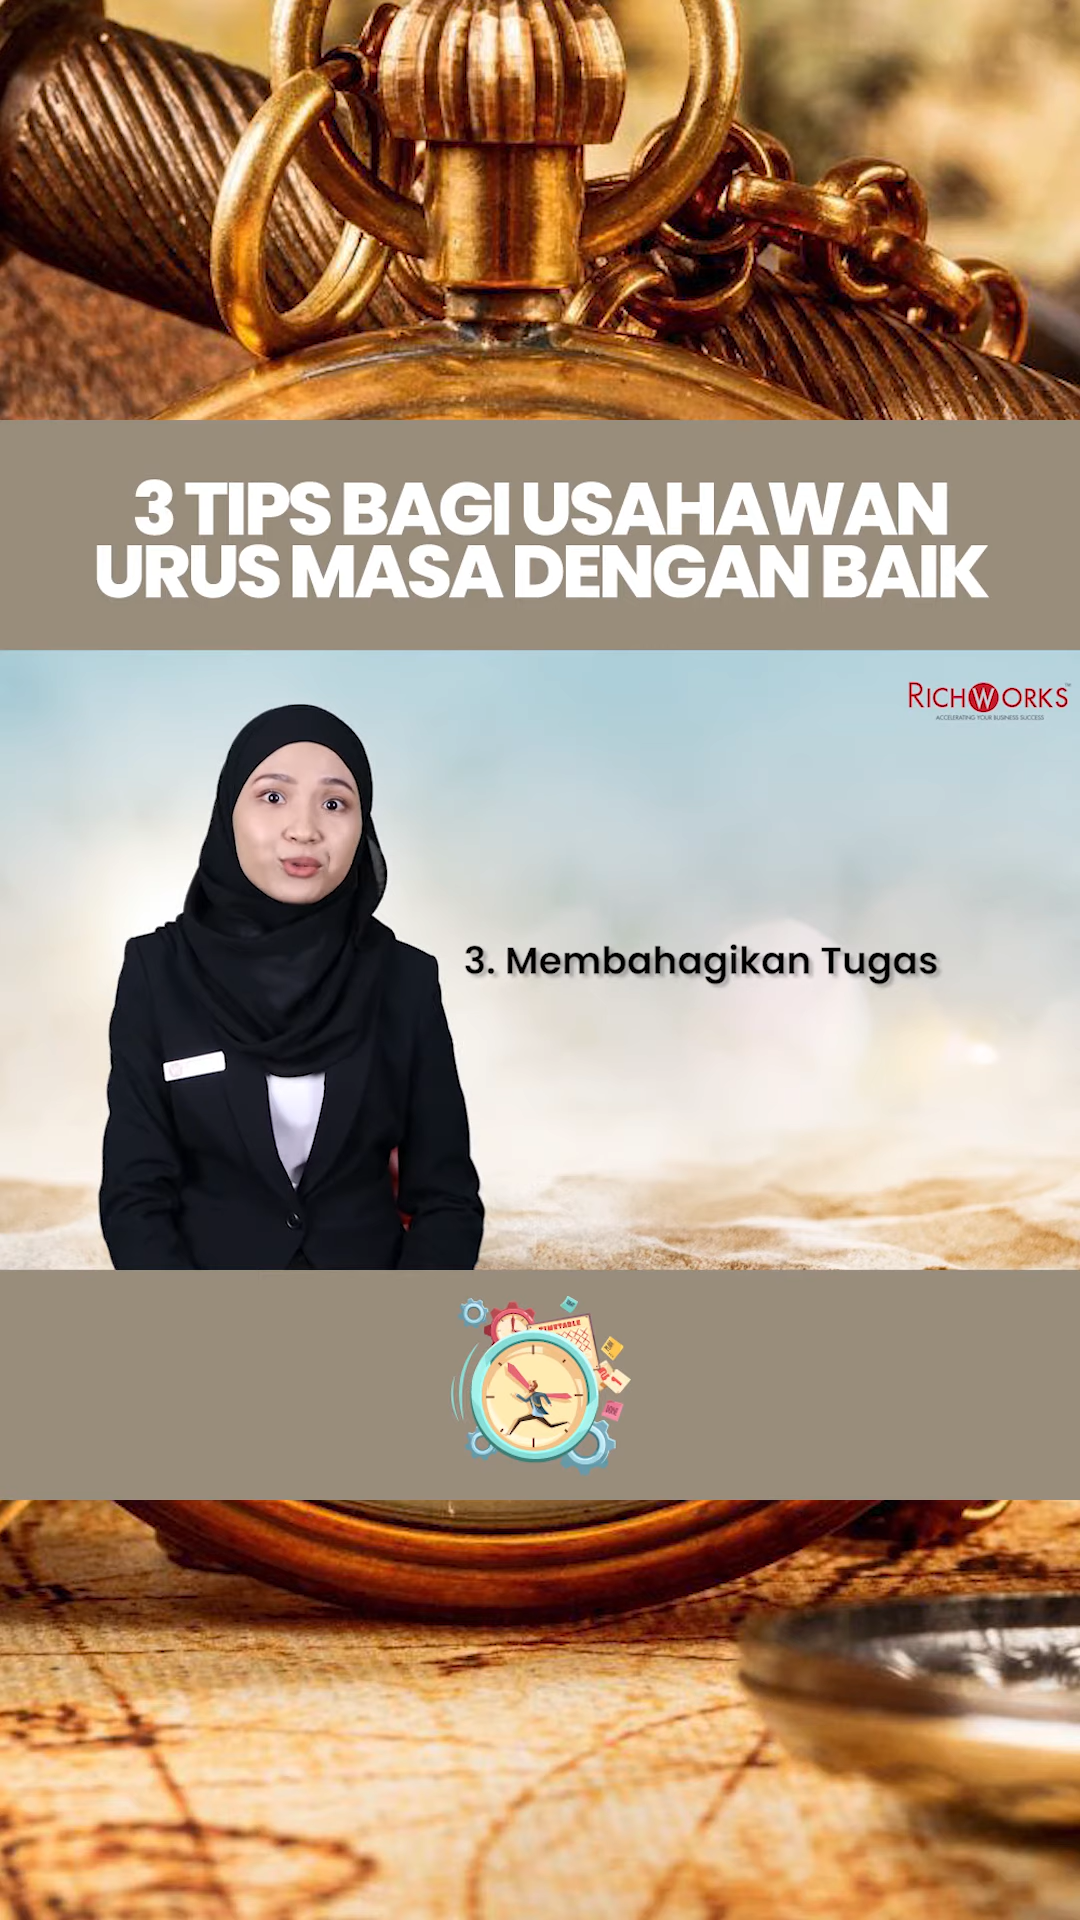 3 TIPS BAGI USAHAWAN
URUS MASA DENGAN BAIK
RICHWORKS
ACCELERATING YOUR BUSINESS SUCCESS
3. Membahagikan Tugas
TIMETABLE